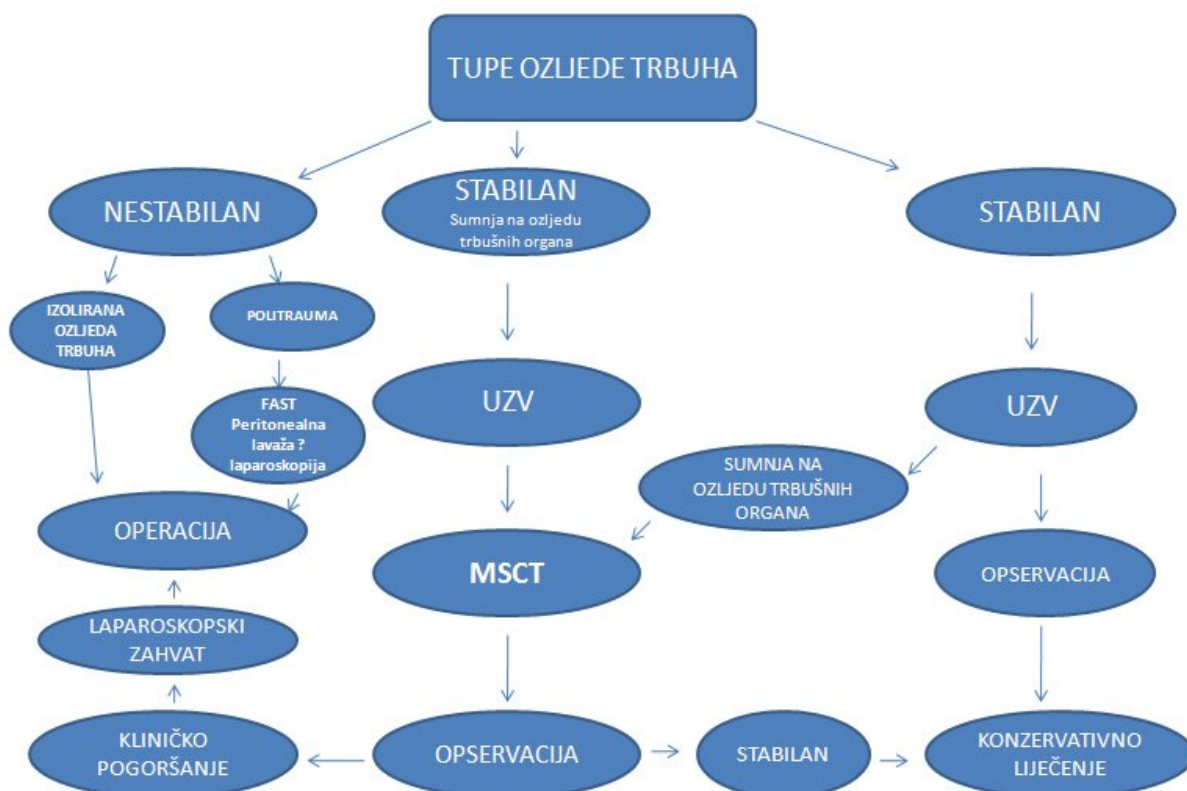 TUPE OZLJEDE TRBUHA
NESTABILAN
STABILAN
Sumnja na ozljedu
trbušnih organa
STABILAN
IZOLIRANA
OZLJEDA
TRBUHA
POLITRAUMA
FAST
Peritonealna
lavaža ?
laparoskopija
UZV
UZV
SUMNJA NA
OZLJEDU TRBUŠNIH
ORGANA
OPERACIJA
MSCT
OPSERVACIJA
LAPAROSKOPSKI
ZAHVAT
KLINIČKO
POGORŠANJE
OPSERVACIJA
STABILAN
KONZERVATIVNO
LIJEČENJE